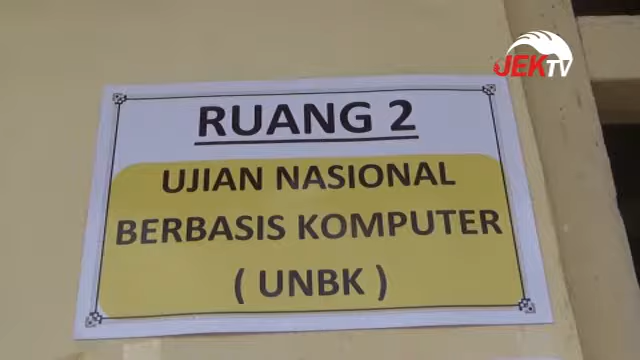 JEKTV
RUANG 2
UJIAN NASIONAL
BERBASIS KOMPUTER
( UNBK )